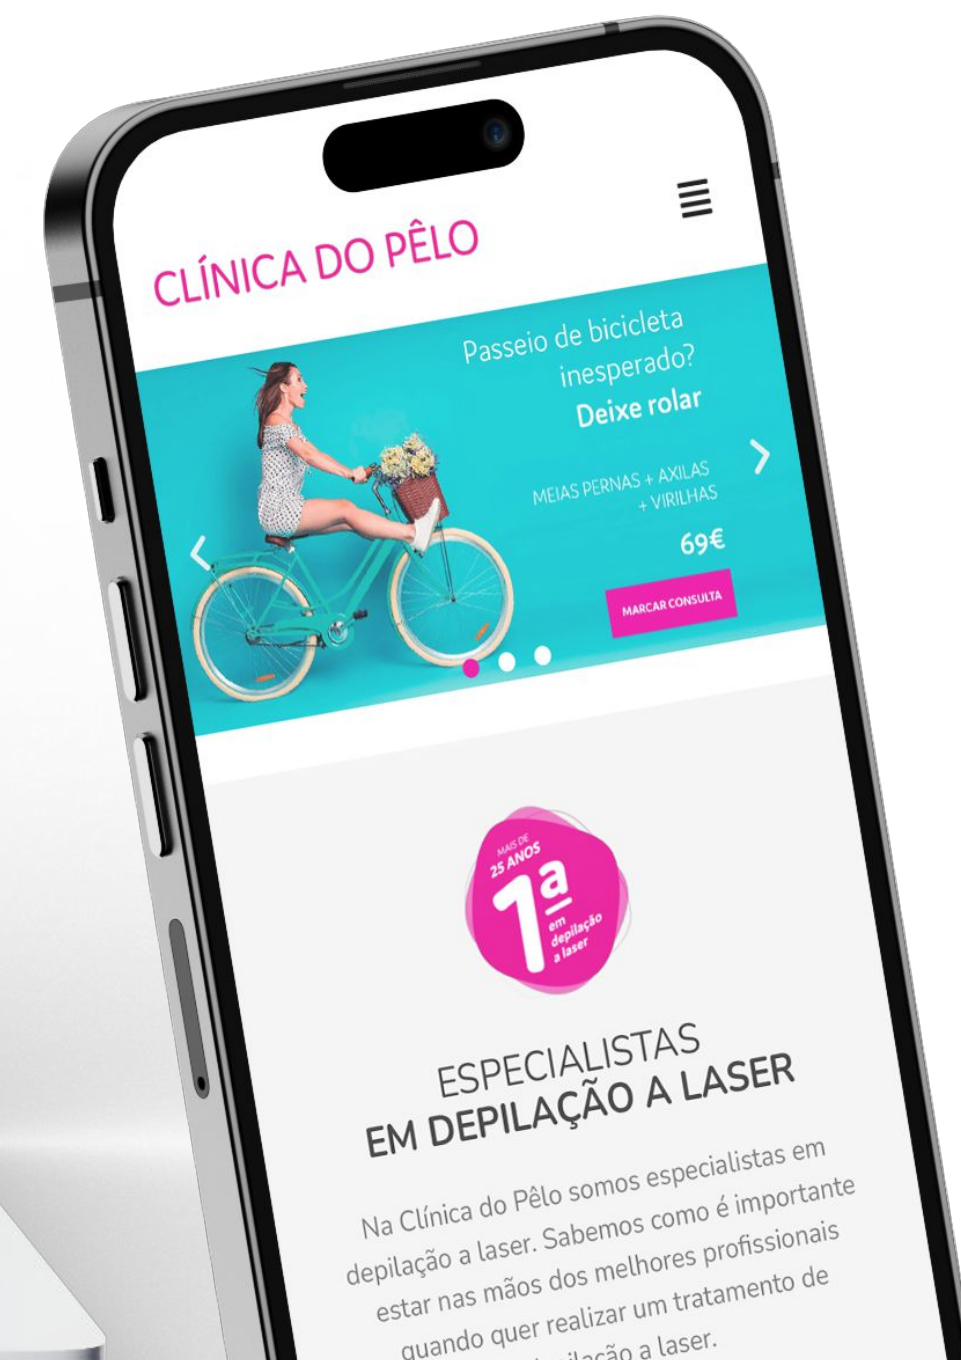 CLÍNICA DO PÊLO
Passeio de bicicleta
inesperado?
Deixe rolar
MEIAS PERNAS + AXILAS
+ VIRILHAS
69€
MARCAR CONSULTA
MAIS DE
25 ANOS
1ª
em
depilação
a laser
ESPECIALISTAS
EM DEPILAÇÃO A LASER
Na Clínica do Pêlo somos especialistas em
depilação a laser. Sabemos como é importante
estar nas mãos dos melhores profissionais
quando quer realizar um tratamento de
depilação a laser.